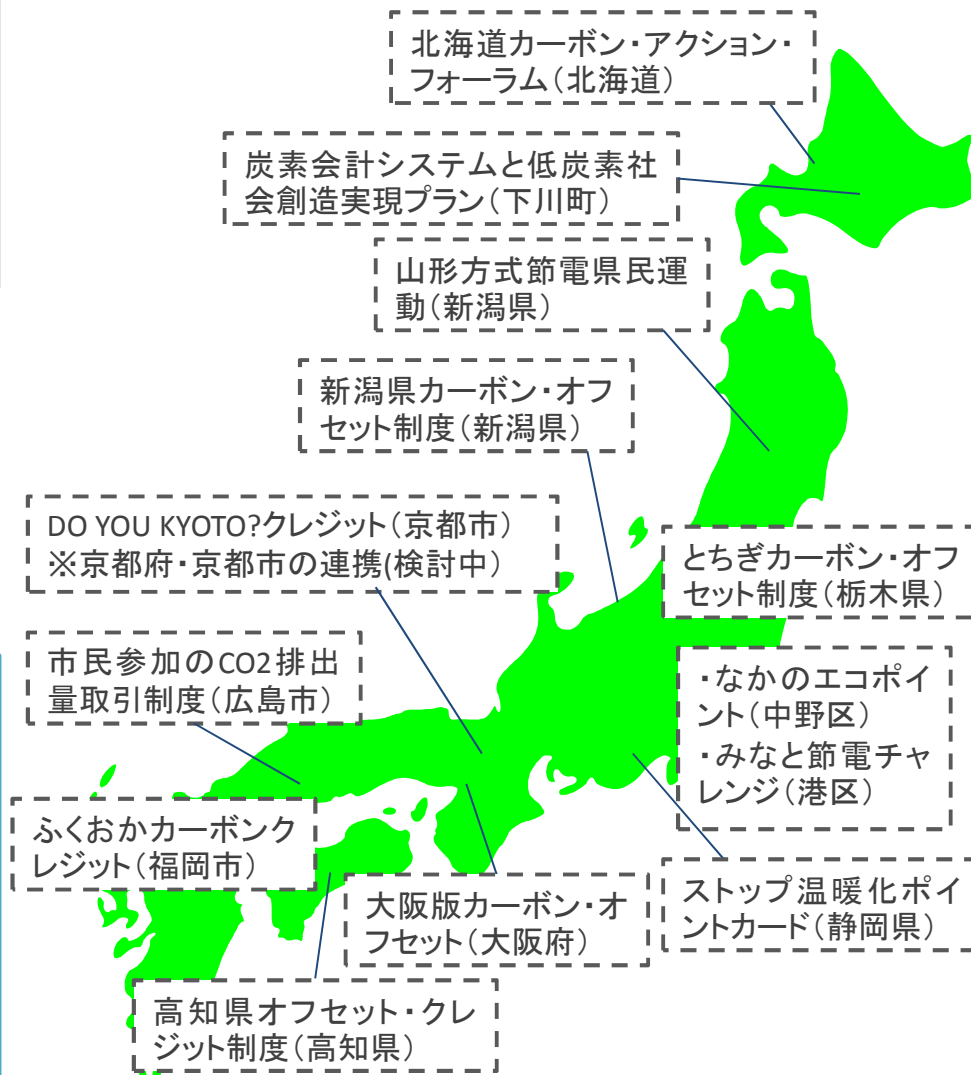 北海道カーボン・アクション・
フォーラム(北海道)
炭素会計システムと低炭素社
会創造実現プラン(下川町)
山形方式節電県民運
動(新潟県)
新潟県カーボン・オフ
セット制度(新潟県)
DO YOU KYOTO?クレジット(京都市)
※京都府・京都市の連携(検討中)
とちぎカーボン・オフ
セット制度(栃木県)
市民参加のCO2排出
量取引制度(広島市)
・なかのエコポイ
ント(中野区)
・みなと節電チャ
レンジ(港区)
ふくおかカーボンク
レジット(福岡市)
大阪版カーボン・オ
フセット(大阪府)
ストップ温暖化ポイ
ントカード(静岡県)
高知県オフセット・クレ
ジット制度(高知県)